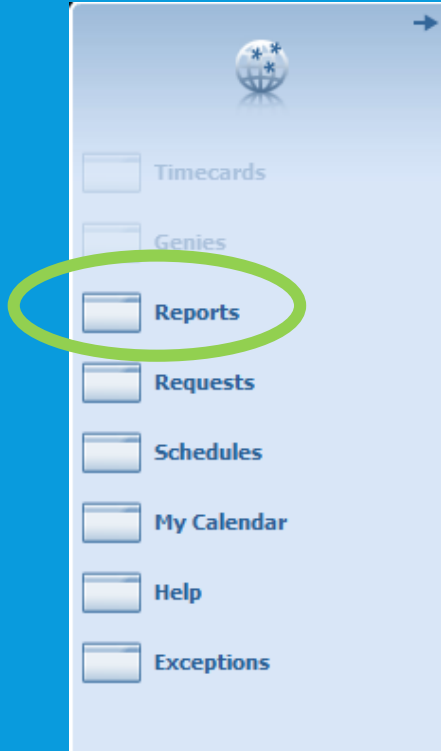 Timecards
Genies
Reports
Requests
Schedules
My Calendar
Help
Exceptions